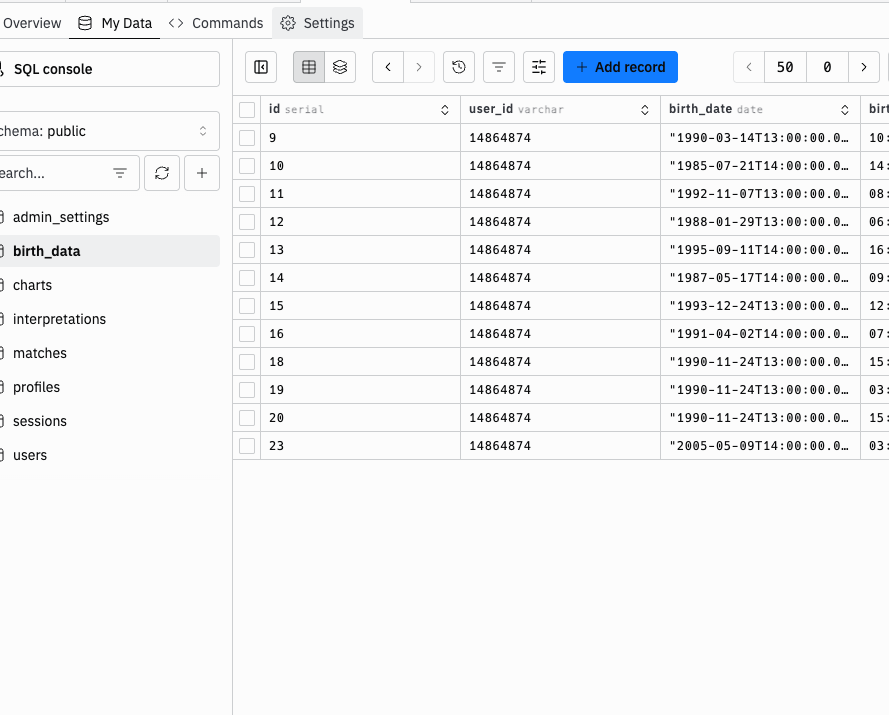 Overview My Data Commands Settings
SQL console
chema: public
earch...
admin_settings
birth_data
charts
interpretations
matches
profiles
sessions
users
Add record 50 0
id serial user_id varchar birth_date date birt
9 14864874 "1990-03-14T13:00:00.0… 10:
10 14864874 "1985-07-21T14:00:00.0… 14:
11 14864874 "1992-11-07T13:00:00.0… 08:
12 14864874 "1988-01-29T13:00:00.0… 06:
13 14864874 "1995-09-11T14:00:00.0… 16:
14 14864874 "1987-05-17T14:00:00.0… 09:
15 14864874 "1993-12-24T13:00:00.0… 12:
16 14864874 "1991-04-02T14:00:00.0… 07:
18 14864874 "1990-11-24T13:00:00.0… 15:
19 14864874 "1990-11-24T13:00:00.0… 03:
20 14864874 "1990-11-24T13:00:00.0… 15:
23 14864874 "2005-05-09T14:00:00.0… 03: